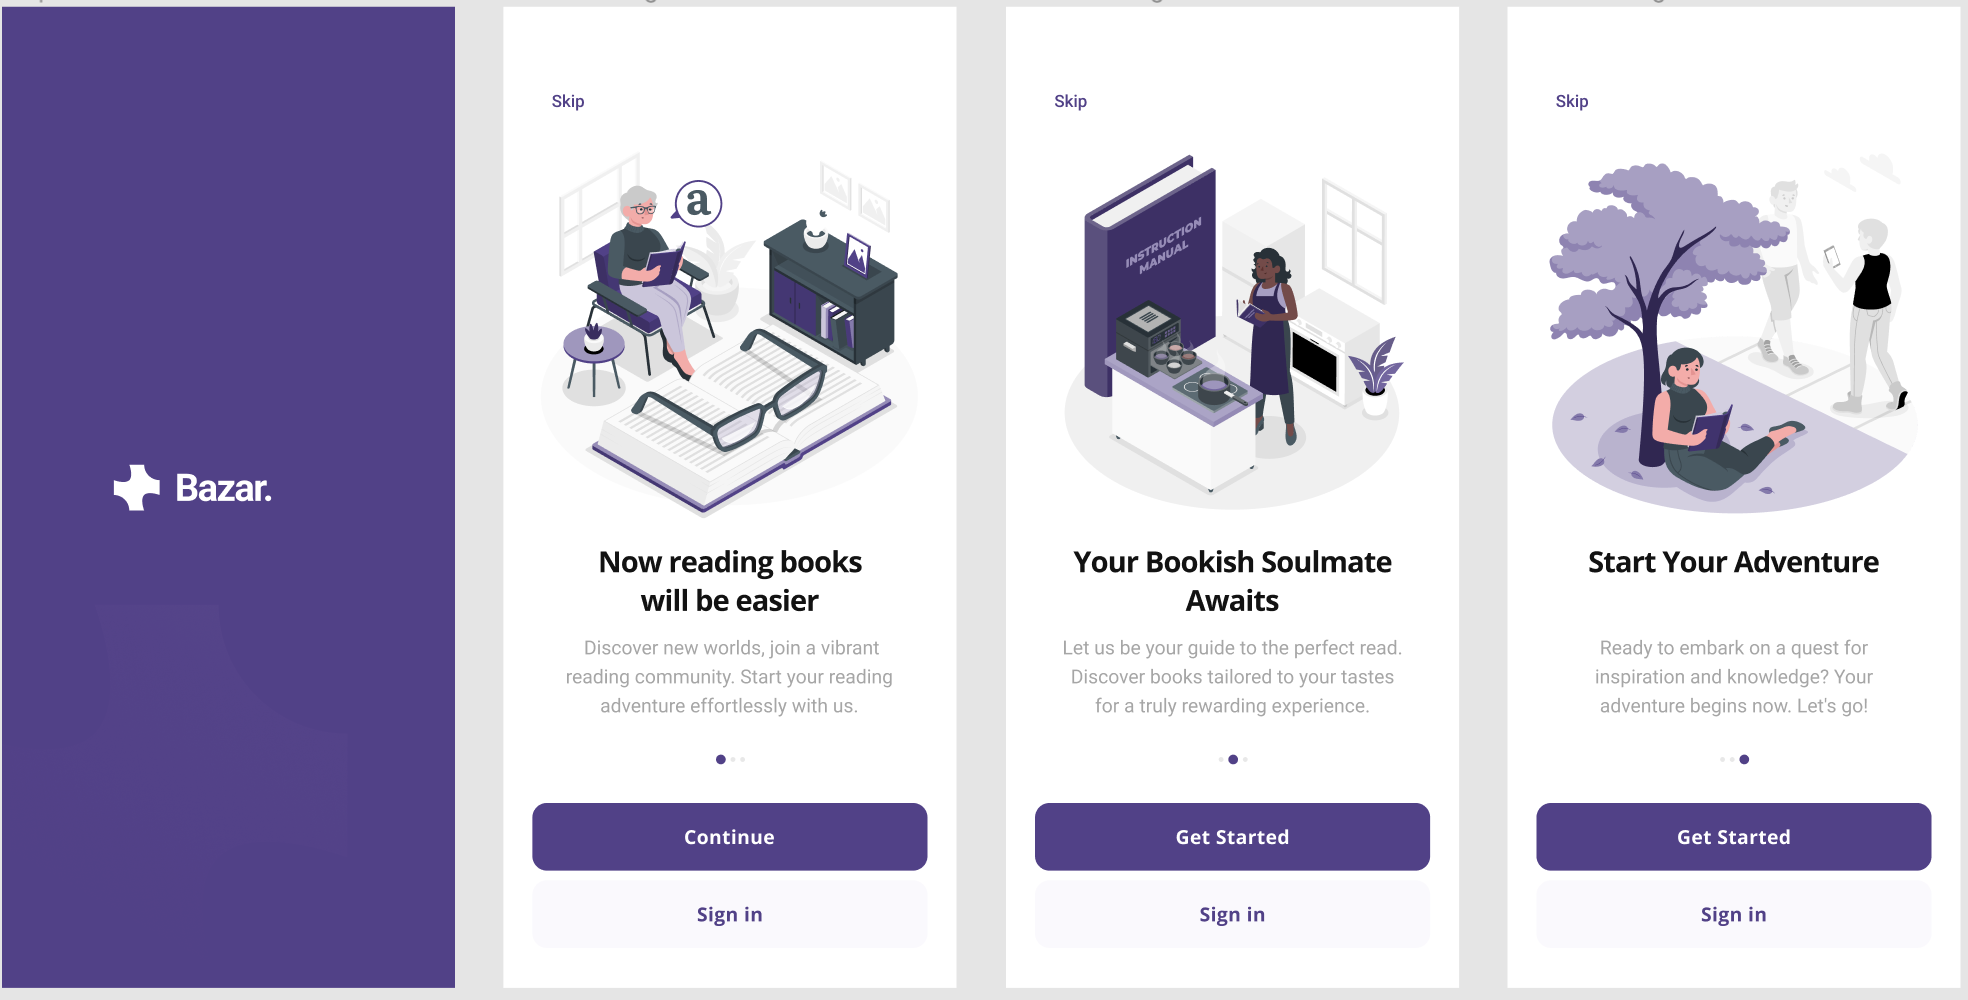 Bazar.
Skip
a
Now reading books
will be easier
Discover new worlds, join a vibrant
reading community. Start your reading
adventure effortlessly with us.
Continue
Sign in
Skip
INSTRUCTION
MANUAL
Your Bookish Soulmate
Awaits
Let us be your guide to the perfect read.
Discover books tailored to your tastes
for a truly rewarding experience.
Get Started
Sign in
Skip
Start Your Adventure
Ready to embark on a quest for
inspiration and knowledge? Your
adventure begins now. Let's go!
Get Started
Sign in